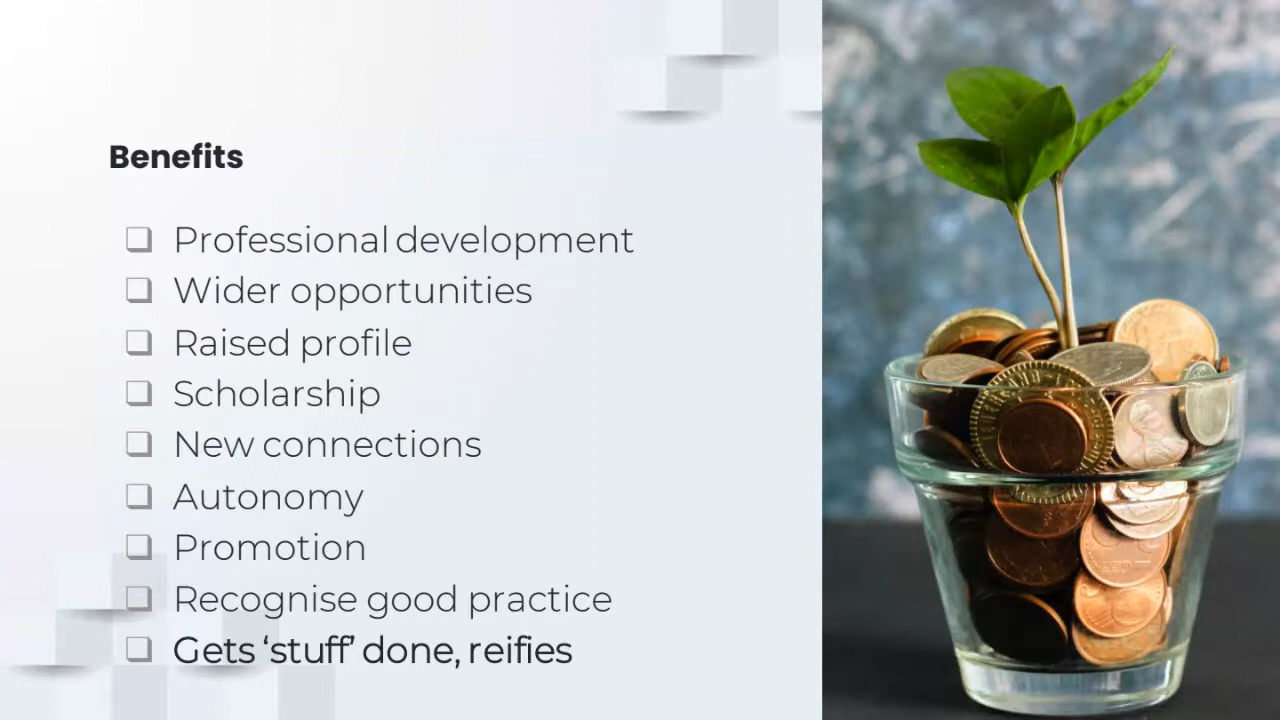 Benefits
Professional development
Wider opportunities
Raised profile
Scholarship
New connections
Autonomy
Promotion
Recognise good practice
Gets ‘stuff’ done, reifies